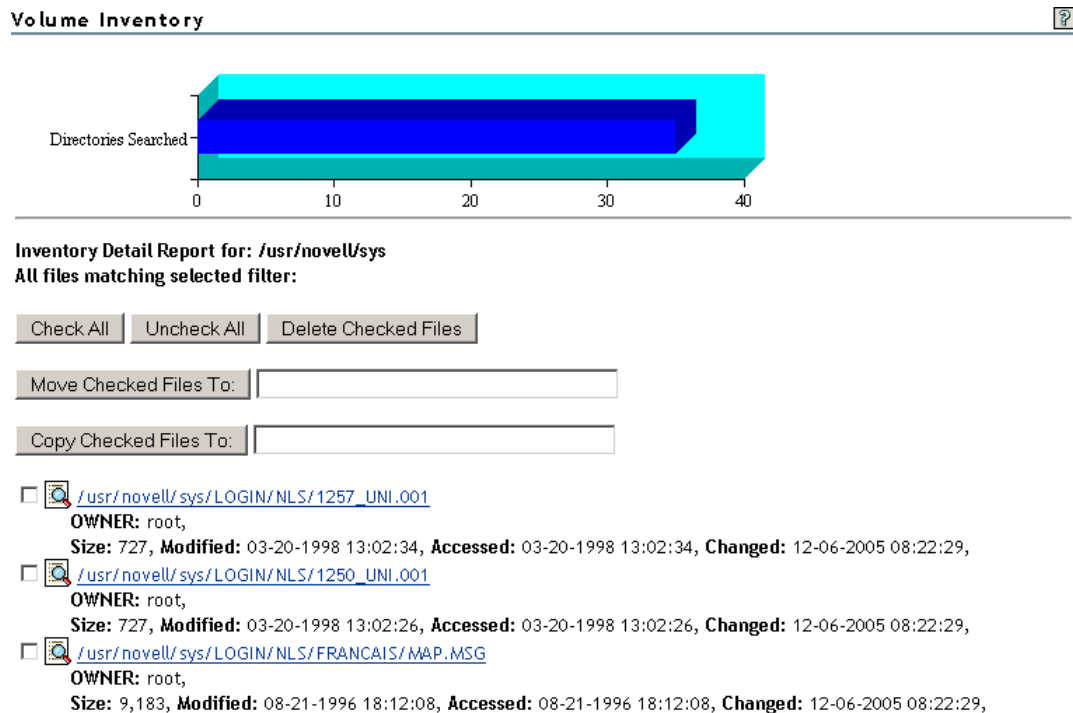 Volume Inventory
?
Directories Searched
0 10 20 30 40
Inventory Detail Report for: /usr/novell/sys
All files matching selected filter:
Check All Uncheck All Delete Checked Files
Move Checked Files To:
Copy Checked Files To:
/usr/novell/sys/LOGIN/NLS/1257_UNI.001
OWNER: root,
Size: 727, Modified: 03-20-1998 13:02:34, Accessed: 03-20-1998 13:02:34, Changed: 12-06-2005 08:22:29,
/usr/novell/sys/LOGIN/NLS/1250_UNI.001
OWNER: root,
Size: 727, Modified: 03-20-1998 13:02:26, Accessed: 03-20-1998 13:02:26, Changed: 12-06-2005 08:22:29,
/usr/novell/sys/LOGIN/NLS/FRANCAIS/MAP.MSG
OWNER: root,
Size: 9,183, Modified: 08-21-1996 18:12:08, Accessed: 08-21-1996 18:12:08, Changed: 12-06-2005 08:22:29,